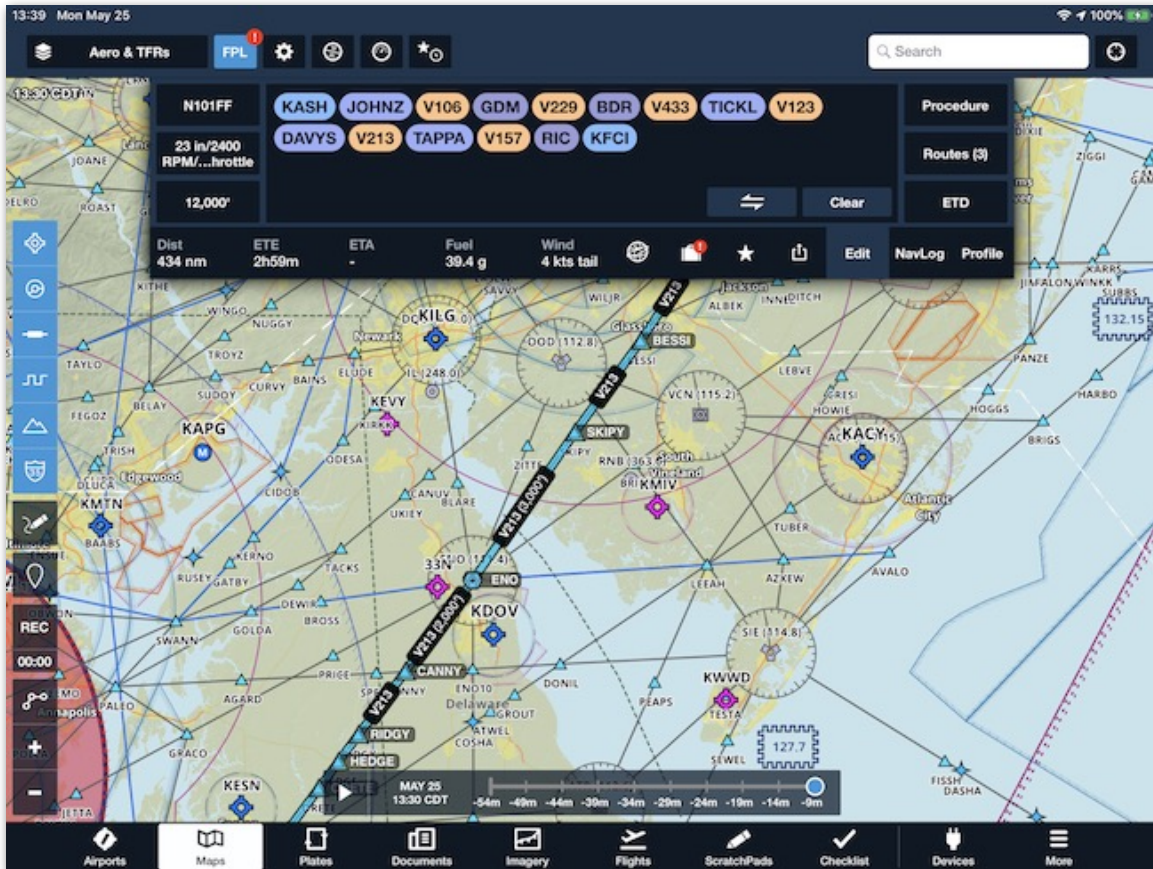 13:39 Mon May 25
100%
Aero & TFRs
FPL
Search
13:30 CDT
N101FF
KASH JOHNZ V106 GDM V229 BDR V433 TICKL V123
Procedure
DAVYS V213 TAPPA V157 RIC KFCI
23 in/2400
RPM/...hrottle
Routes (3)
12,000'
Clear
ETD
Dist
434 nm
ETE
2h59m
ETA
-
Fuel
39.4 g
Wind
4 kts tail
Edit
NavLog
Profile
JOANE
DELRO
ROAST
DIXIE
ZIGGI
KITHE
WINGO
NUGGY
SAVVY
WILJR
Jackson
ALBEK
DITCH
KARRS
SUBBS
V213
KILG
Newark
OOD (112.8)
Glassboro
BESSI
132.15
TAYLO
TROYZ
SUDOY
CURVY
BAINS
ELUDE
V213
LEBVE
PANZE
FEGOZ
BELAY
KEVY
KIRKK
VCN (115.2)
GRESI
HOWIE
HOGGS
HARBO
KAPG
TRISH
DLUCA
Edgewood
ODESA
SKIPY
ZITTS
South
Vineland
KACY
BRIGS
KMTN
BAABS
CIDOB
CANUV
BLARE
UKIEY
V213 (3,000')
KMIV
Atlantic
City
TUBER
KERNO
RUSEY
GATBY
TACKS
33N
ENO
LEEAH
AZKEW
AVALO
DEWIR
BROSS
KDOV
REC
SWANN
GOLDA
V213 (2,000')
SIE (114.8)
00:00
PRICE
CANNY
ENO10
DONIL
KWWD
TESTA
Annapolis
PALEO
AGARD
V213
Delaware
GROUT
PEAPS
RIDGY
ATWEL
COSHA
127.7
GRACO
HEDGE
SEWEL
KESN
MAY 25
13:30 CDT
-54m -49m -44m -39m -34m -29m -24m -19m -14m -9m
FISSH
DASHA
JETTA
Airports
Maps
Plates
Documents
Imagery
Flights
ScratchPads
Checklist
Devices
More